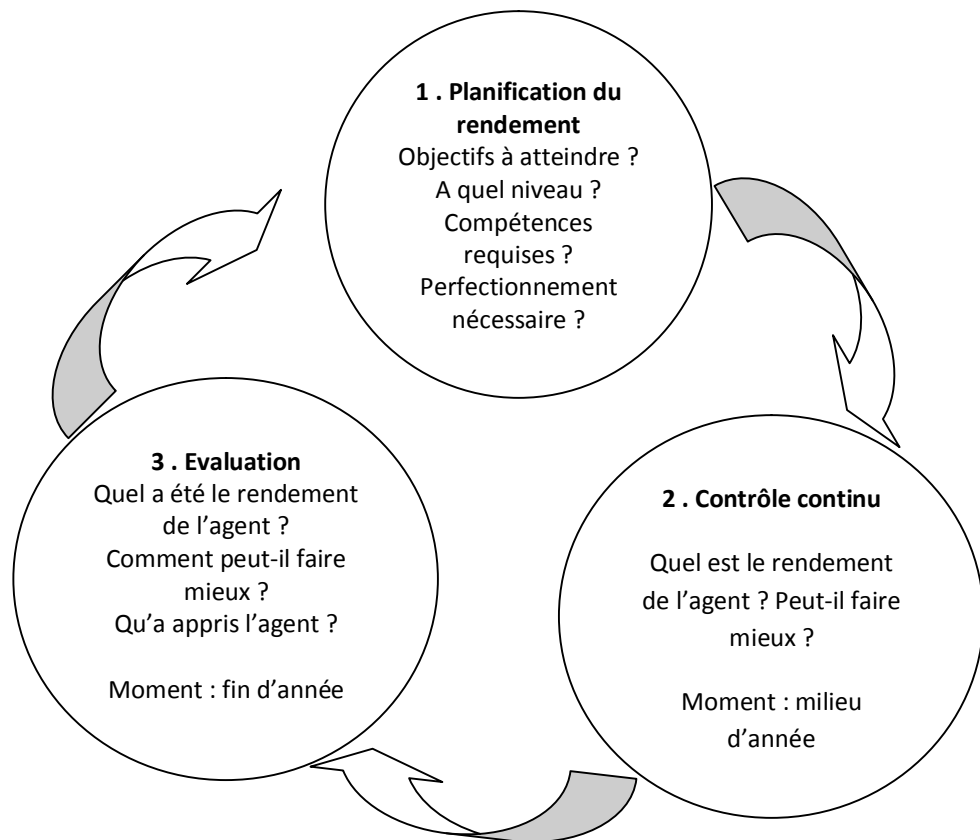 1 . Planification du
rendement
Objectifs à atteindre ?
A quel niveau ?
Compétences
requises ?
Perfectionnement
nécessaire ?
2 . Contrôle continu
Quel est le rendement
de l’agent ? Peut-il faire
mieux ?
Moment : milieu
d’année
3 . Evaluation
Quel a été le rendement
de l’agent ?
Comment peut-il faire
mieux ?
Qu’a appris l’agent ?
Moment : fin d’année